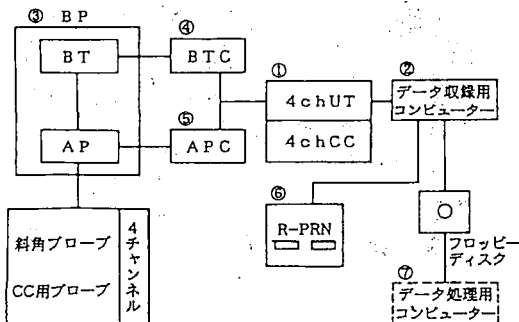 ③ BP
BT
④
BTC
①
4chUT
4chCC
②
データ収録用
コンピューター
AP
⑤
APC
⑥
R-PRN
フロッピー
ディスク
斜角プローブ
CC用プローブ
4チャンネル
⑦
データ処理用
コンピューター